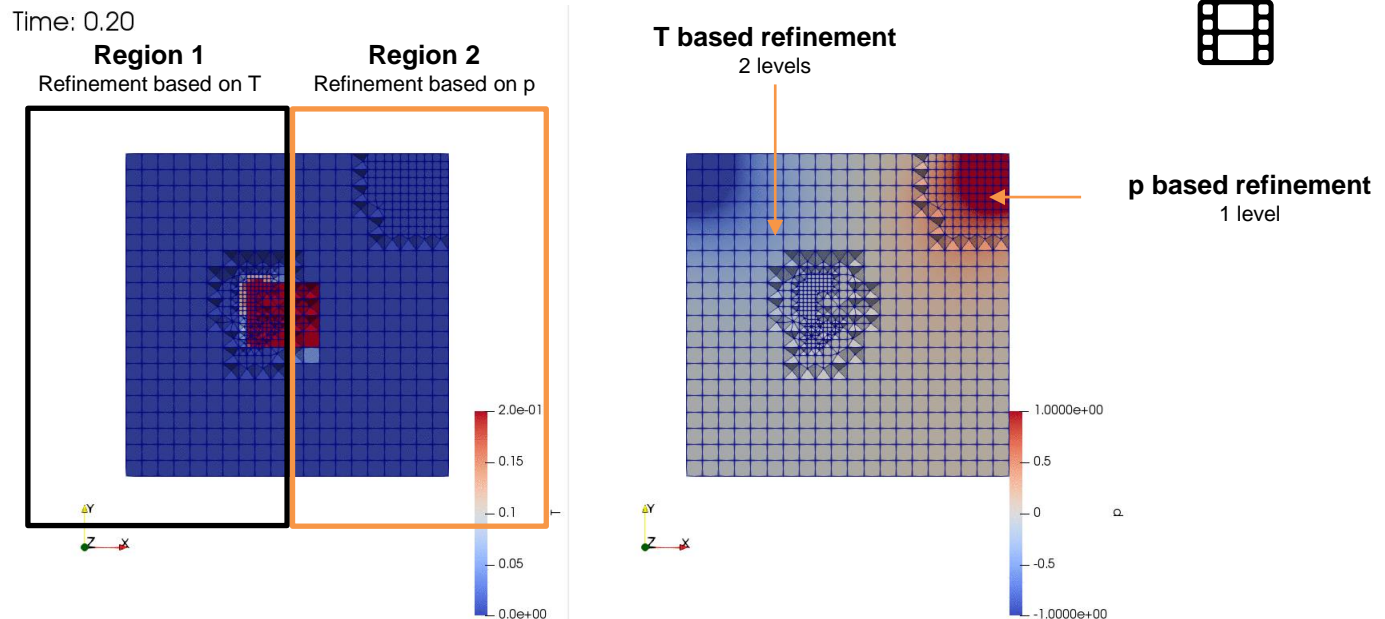 Time: 0.20
Region 1
Refinement based on T
Region 2
Refinement based on p
T based refinement
2 levels
p based refinement
1 level
2.0e-01
0.15
0.1
0.05
0.0e+00
T
Y
Z
X
1.0000e+00
0.5
0
-0.5
-1.0000e+00
p
Y
Z
X